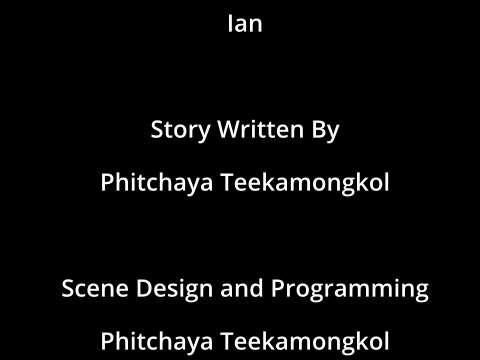 Ian
Story Written By
Phitchaya Teekamongkol
Scene Design and Programming
Phitchaya Teekamongkol